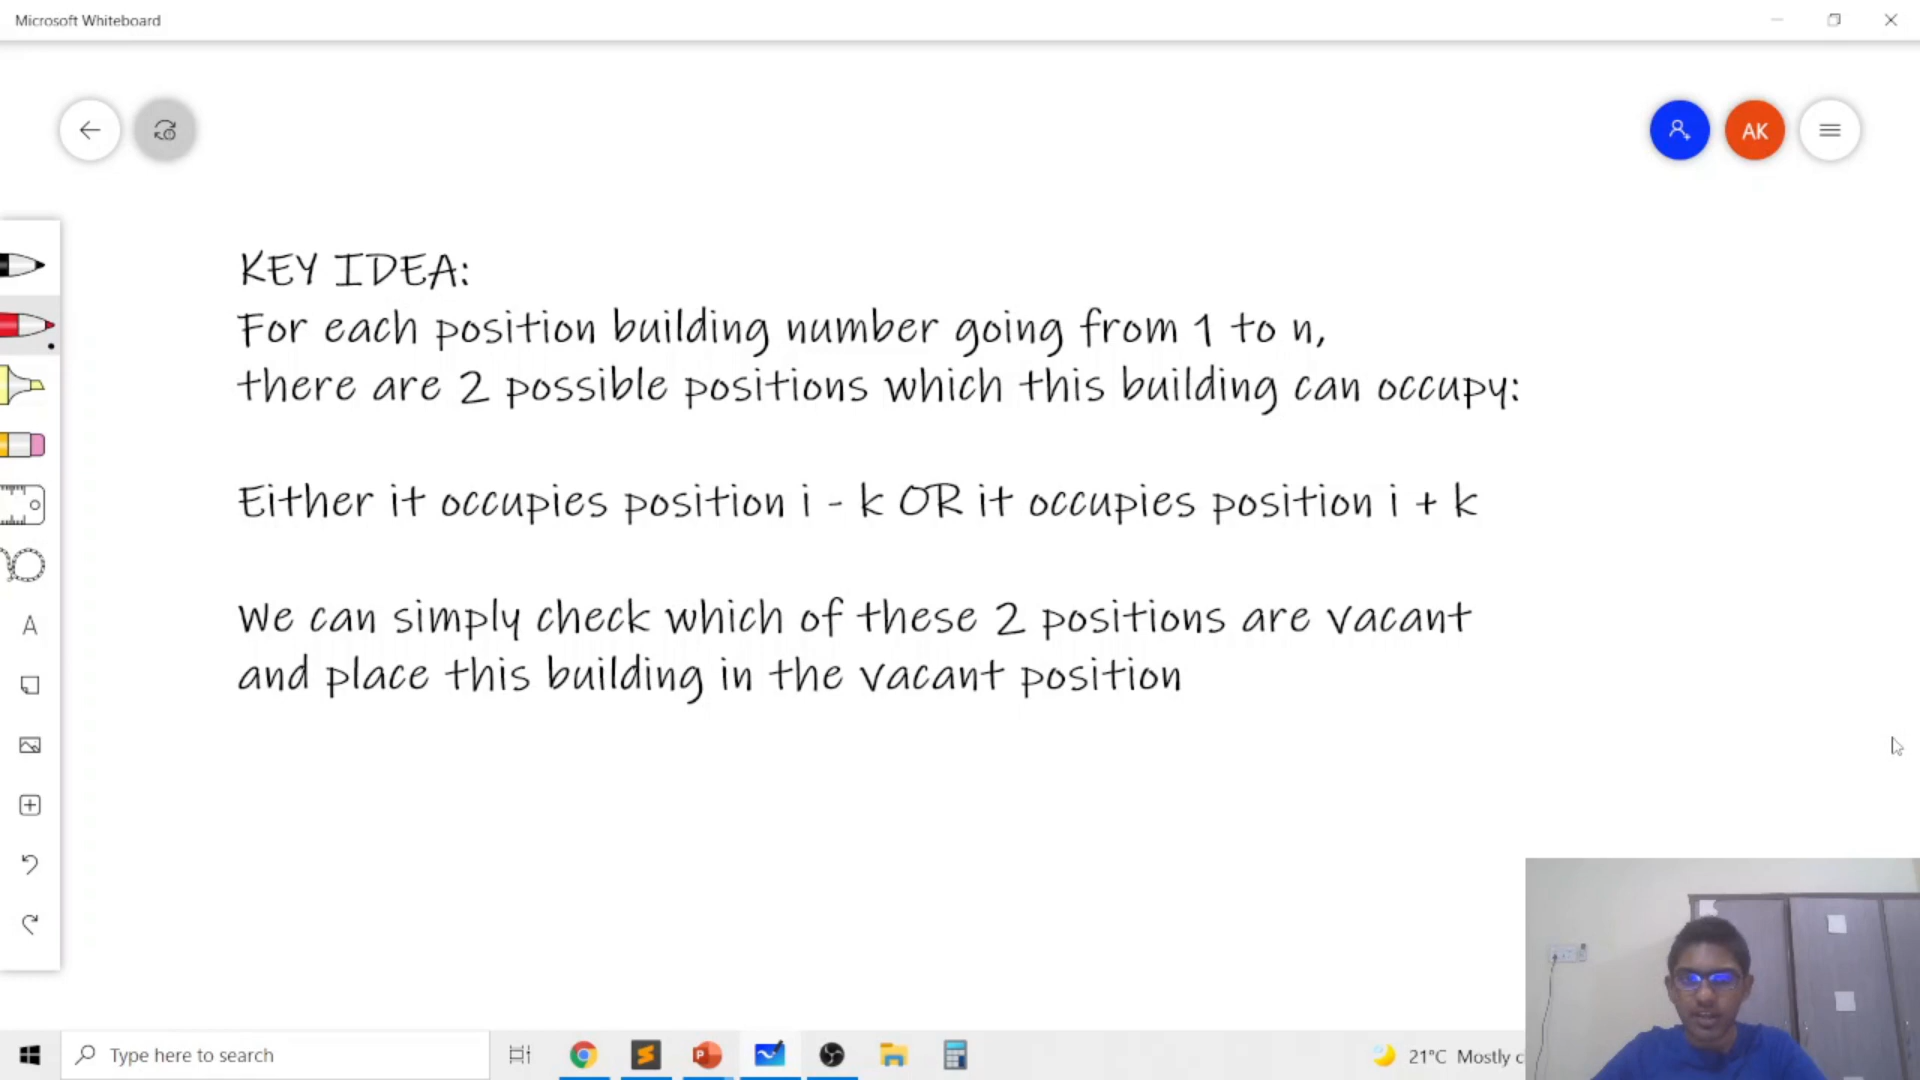 Microsoft Whiteboard
AK
KEY IDEA:
For each position building number going from 1 to n,
there are 2 possible positions which this building can occupy:
Either it occupies position i - k OR it occupies position i + k
We can simply check which of these 2 positions are vacant
and place this building in the vacant position
A
Type here to search
21°C Mostly c